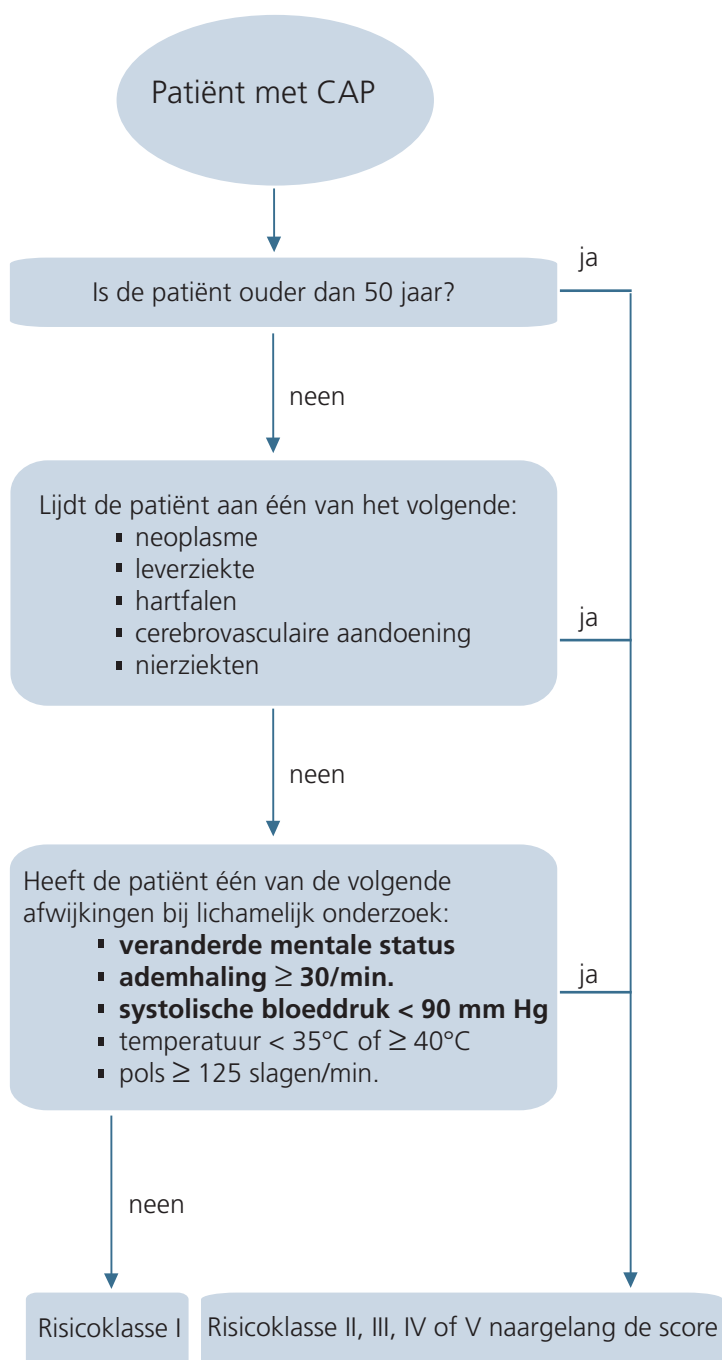 Patiënt met CAP
ja
Is de patiënt ouder dan 50 jaar?
neen
Lijdt de patiënt aan één van het volgende:
▪ neoplasme
▪ leverziekte
▪ hartfalen
▪ cerebrovasculaire aandoening
▪ nierziekten
ja
neen
Heeft de patiënt één van de volgende
afwijkingen bij lichamelijk onderzoek:
▪ veranderde mentale status
▪ ademhaling ≥ 30/min.
▪ systolische bloeddruk < 90 mm Hg
▪ temperatuur < 35°C of ≥ 40°C
▪ pols ≥ 125 slagen/min.
ja
neen
Risicoklasse I
Risicoklasse II, III, IV of V naargelang de score